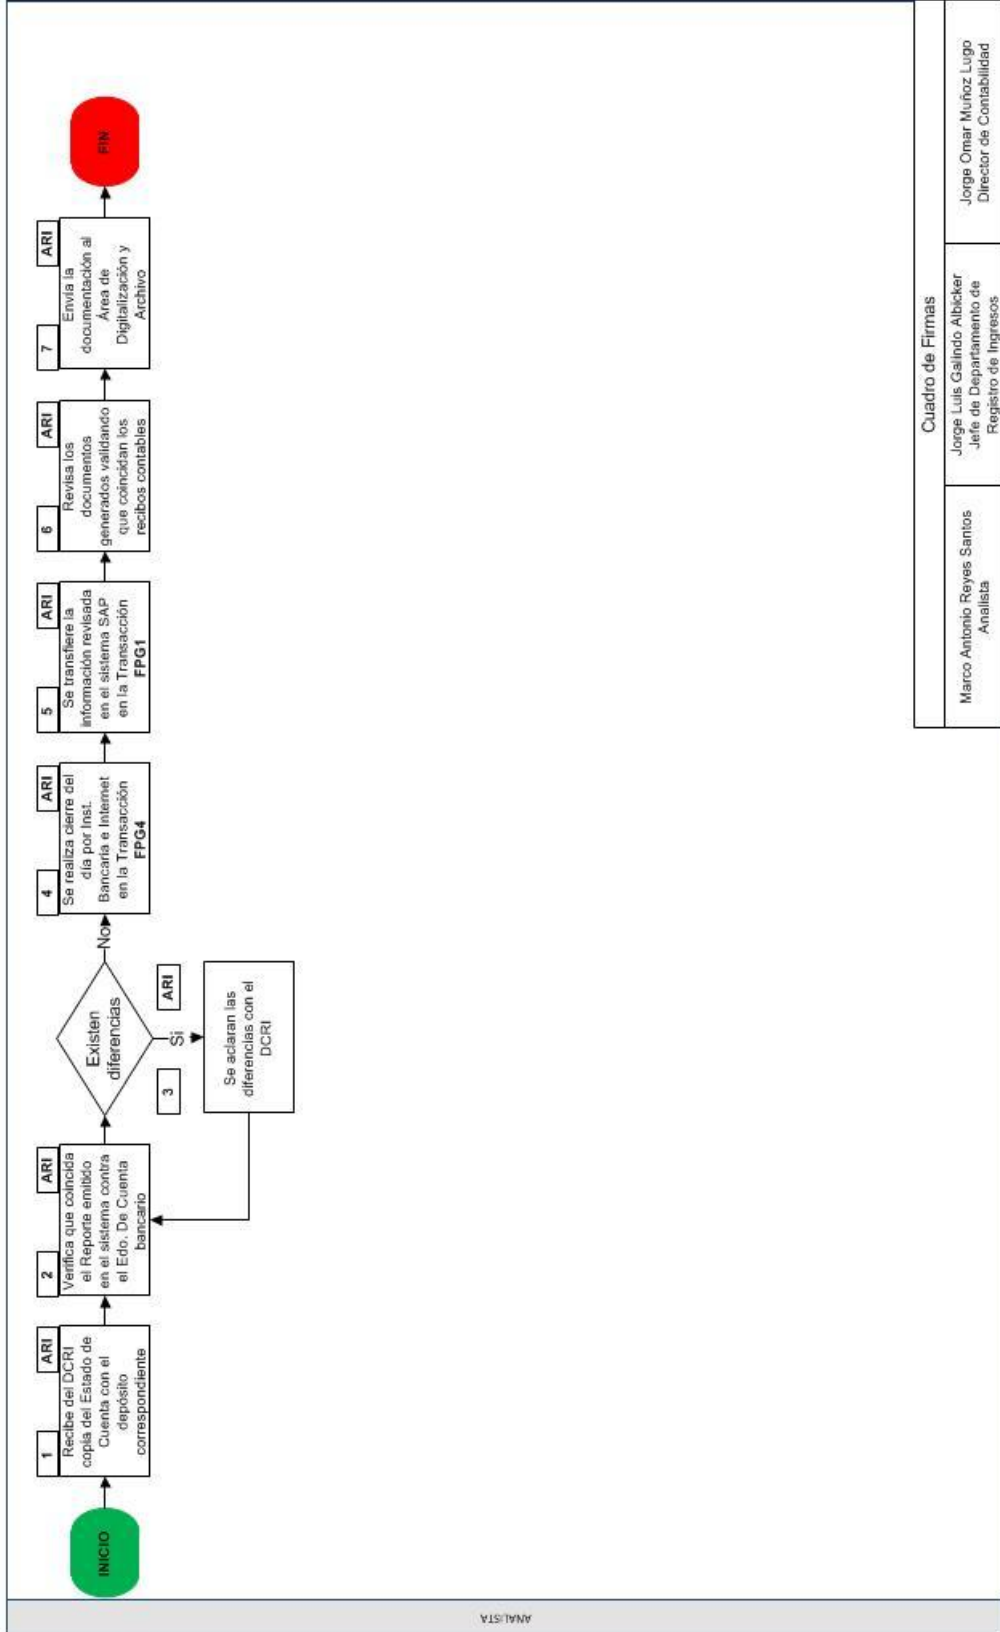 ANALISTA
INICIO
1
ARI
Recibe del DCRI
copia del Estado de
Cuenta con el
depósito
correspondiente
2
ARI
Verifica que coincida
el Reporte emitido
en el sistema contra
el Edo. De Cuenta
bancario
Existen
diferencias
Si
3
ARI
Se aclaran las
diferencias con el
DCRI
No
4
ARI
Se realiza cierre del
día por Inst.
Bancaria e Internet
en la Transacción
FPG4
5
ARI
Se transfiere la
información revisada
en el sistema SAP
en la Transacción
FPG1
6
ARI
Revisa los
documentos
generados validando
que coincidan los
recibos contables
7
ARI
Envía la
documentación al
Área de
Digitalización y
Archivo
FIN
Cuadro de Firmas
Marco Antonio Reyes Santos
Analista
Jorge Luis Galindo Albicker
Jefe de Departamento de
Registro de Ingresos
Jorge Omar Muñoz Lugo
Director de Contabilidad